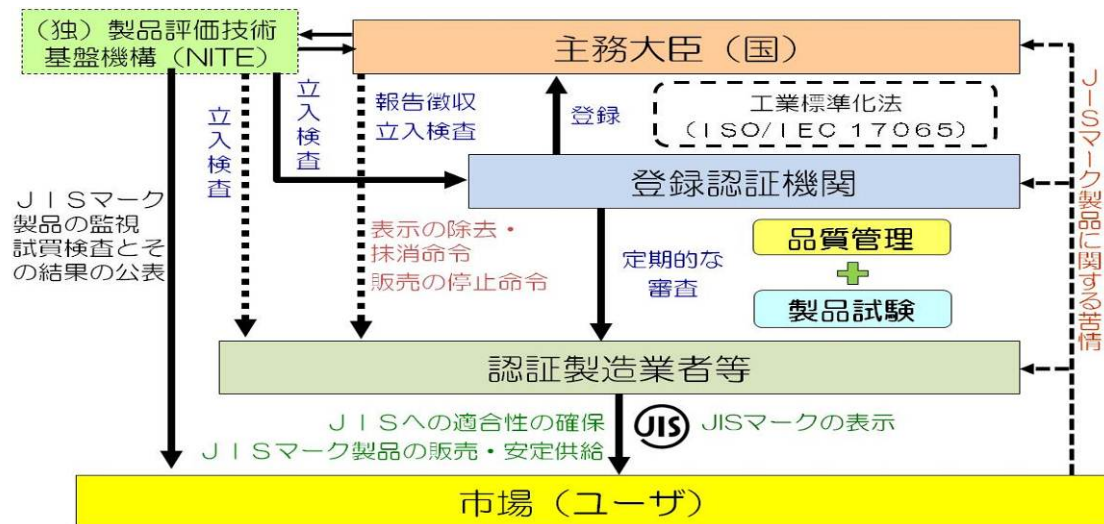 （独）製品評価技術
基盤機構（NITE）
主務大臣（国）
立入検査
立入検査
報告徴収
立入検査
登録
工業標準化法
（ISO/IEC 17065）
登録認証機関
ＪＩＳマーク
製品の監視
試買検査とそ
の結果の公表
表示の除去・
抹消命令
販売の停止命令
定期的な
審査
品質管理
製品試験
ＪＩＳマーク製品に関する苦情
認証製造業者等
ＪＩＳへの適合性の確保
ＪＩＳマーク製品の販売・安定供給
JIS
JISマークの表示
市場（ユーザ）